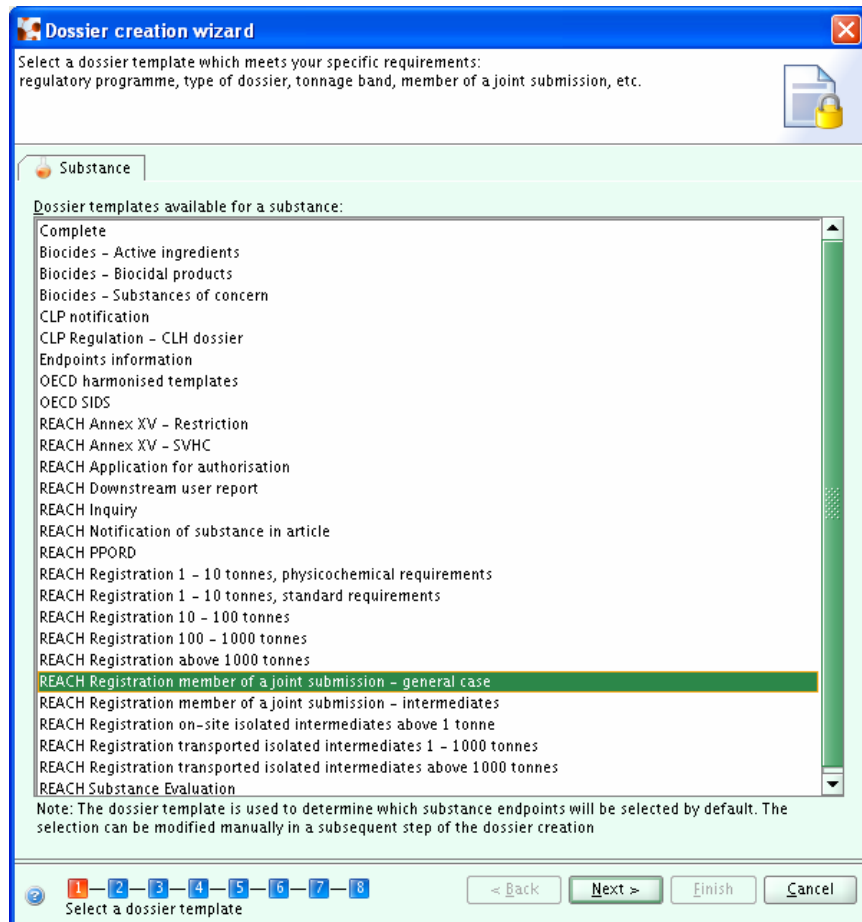 Dossier creation wizard
Select a dossier template which meets your specific requirements:
regulatory programme, type of dossier, tonnage band, member of a joint submission, etc.
Substance
Dossier templates available for a substance:
Complete
Biocides - Active ingredients
Biocides - Biocidal products
Biocides - Substances of concern
CLP notification
CLP Regulation - CLH dossier
Endpoints information
OECD harmonised templates
OECD SIDS
REACH Annex XV - Restriction
REACH Annex XV - SVHC
REACH Application for authorisation
REACH Downstream user report
REACH Inquiry
REACH Notification of substance in article
REACH PPORD
REACH Registration 1 - 10 tonnes, physicochemical requirements
REACH Registration 1 - 10 tonnes, standard requirements
REACH Registration 10 - 100 tonnes
REACH Registration 100 - 1000 tonnes
REACH Registration above 1000 tonnes
REACH Registration member of a joint submission - general case
REACH Registration member of a joint submission - intermediates
REACH Registration on-site isolated intermediates above 1 tonne
REACH Registration transported isolated intermediates 1 - 1000 tonnes
REACH Registration transported isolated intermediates above 1000 tonnes
REACH Substance Evaluation
Note: The dossier template is used to determine which substance endpoints will be selected by default. The
selection can be modified manually in a subsequent step of the dossier creation
? 1 2 3 4 5 6 7 8 < Back Next > Finish Cancel
Select a dossier template